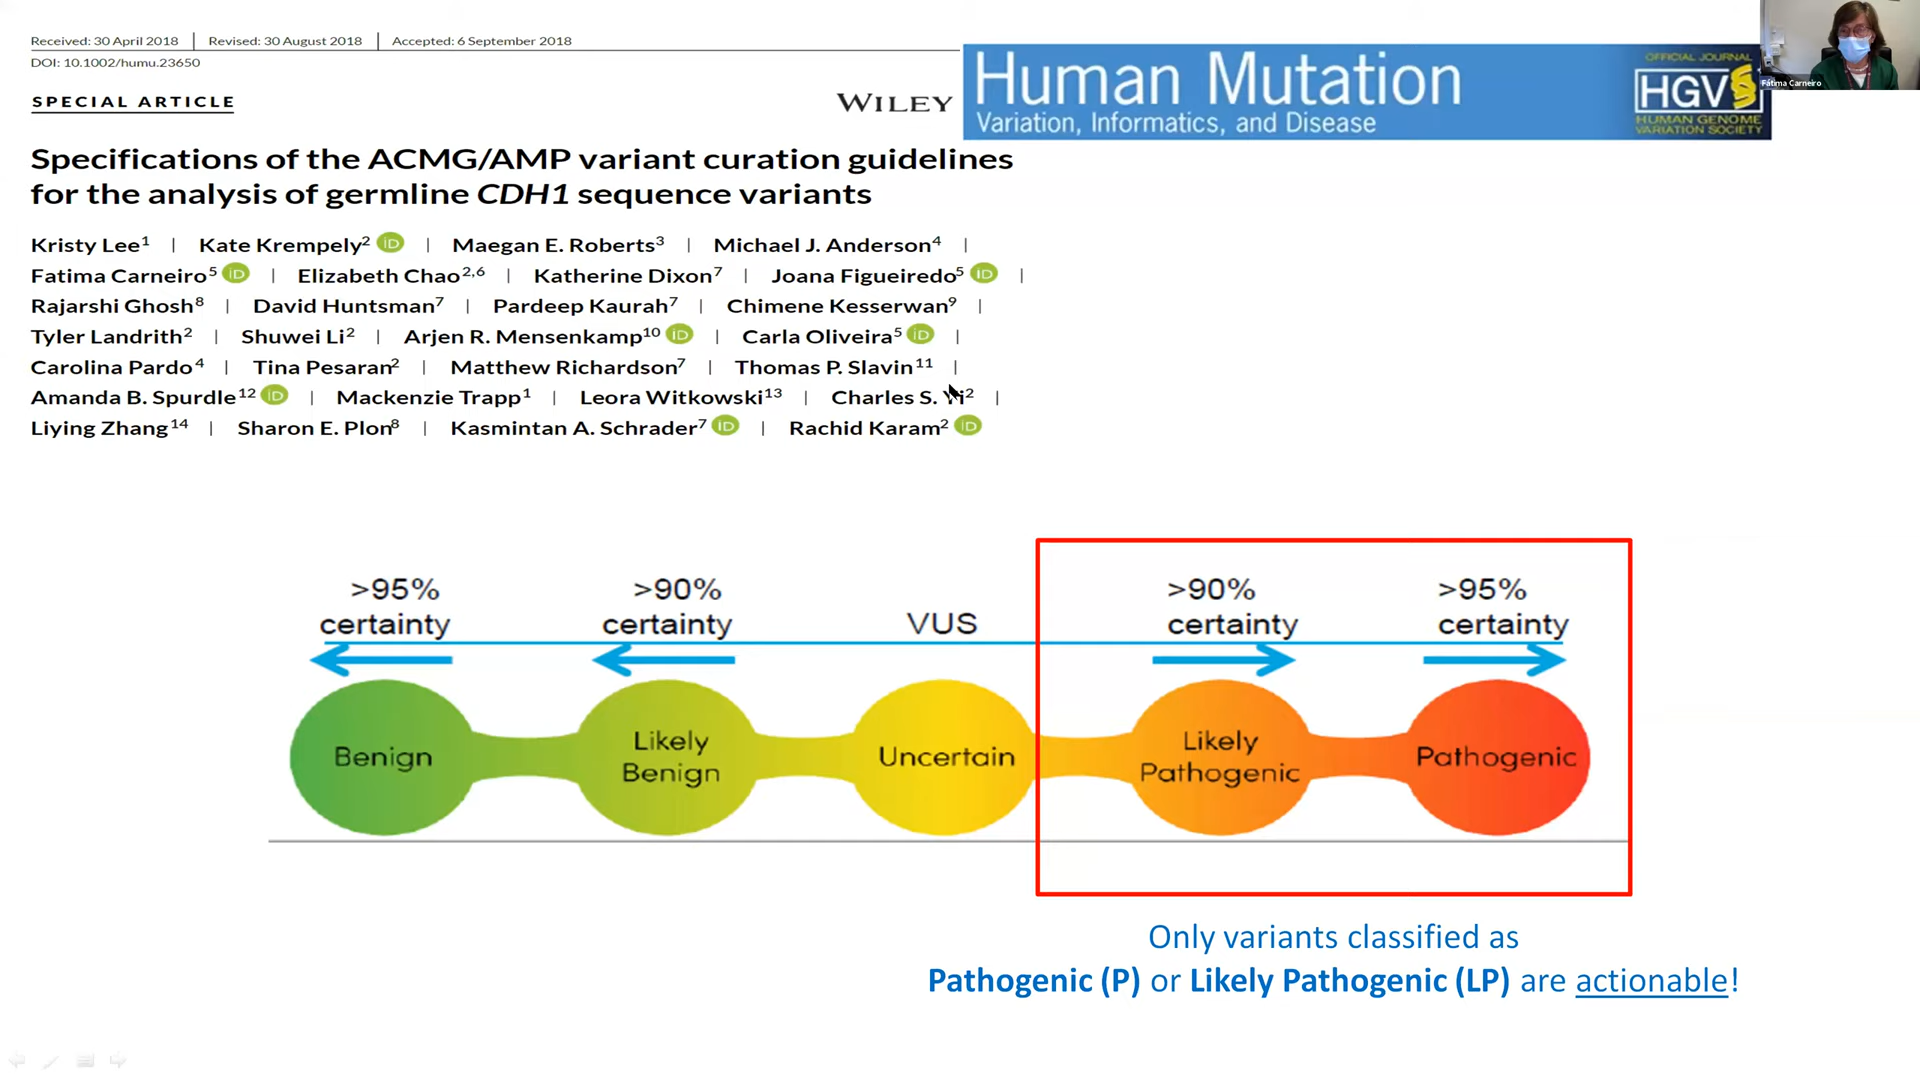 Received: 30 April 2018 | Revised: 30 August 2018 | Accepted: 6 September 2018
DOI: 10.1002/humu.23650
SPECIAL ARTICLE
WILEY
Human Mutation
Variation, Informatics, and Disease
OFFICIAL JOURNAL
HGVS
HUMAN GENOME
VARIATION SOCIETY
Fátima Carneiro
Specifications of the ACMG/AMP variant curation guidelines
for the analysis of germline CDH1 sequence variants
Kristy Lee1 | Kate Krempely2 iD | Maegan E. Roberts3 | Michael J. Anderson4 |
Fatima Carneiro5 iD | Elizabeth Chao2,6 | Katherine Dixon7 | Joana Figueiredo5 iD |
Rajarshi Ghosh8 | David Huntsman7 | Pardeep Kaurah7 | Chimene Kesserwan9 |
Tyler Landrith2 | Shuwei Li2 | Arjen R. Mensenkamp10 iD | Carla Oliveira5 iD |
Carolina Pardo4 | Tina Pesaran2 | Matthew Richardson7 | Thomas P. Slavin11 |
Amanda B. Spurdle12 iD | Mackenzie Trapp1 | Leora Witkowski13 | Charles S. Yi2 |
Liying Zhang14 | Sharon E. Plon8 | Kasmintan A. Schrader7 iD | Rachid Karam2 iD
>95%
certainty
>90%
certainty
VUS
>90%
certainty
>95%
certainty
Benign
Likely
Benign
Uncertain
Likely
Pathogenic
Pathogenic
Only variants classified as
Pathogenic (P) or Likely Pathogenic (LP) are actionable!